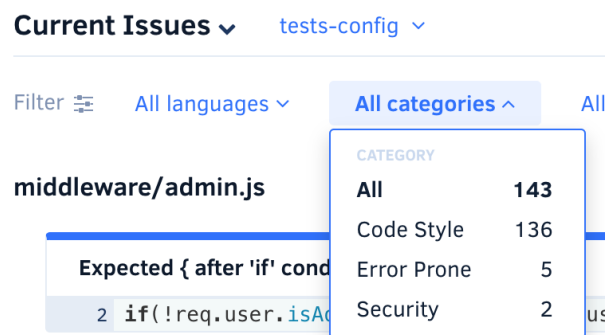 Current Issues tests-config
Filter All languages All categories All
CATEGORY
All 143
Code Style 136
Error Prone 5
Security 2
middleware/admin.js
Expected { after 'if' cond
2 if(!req.user.isAd us